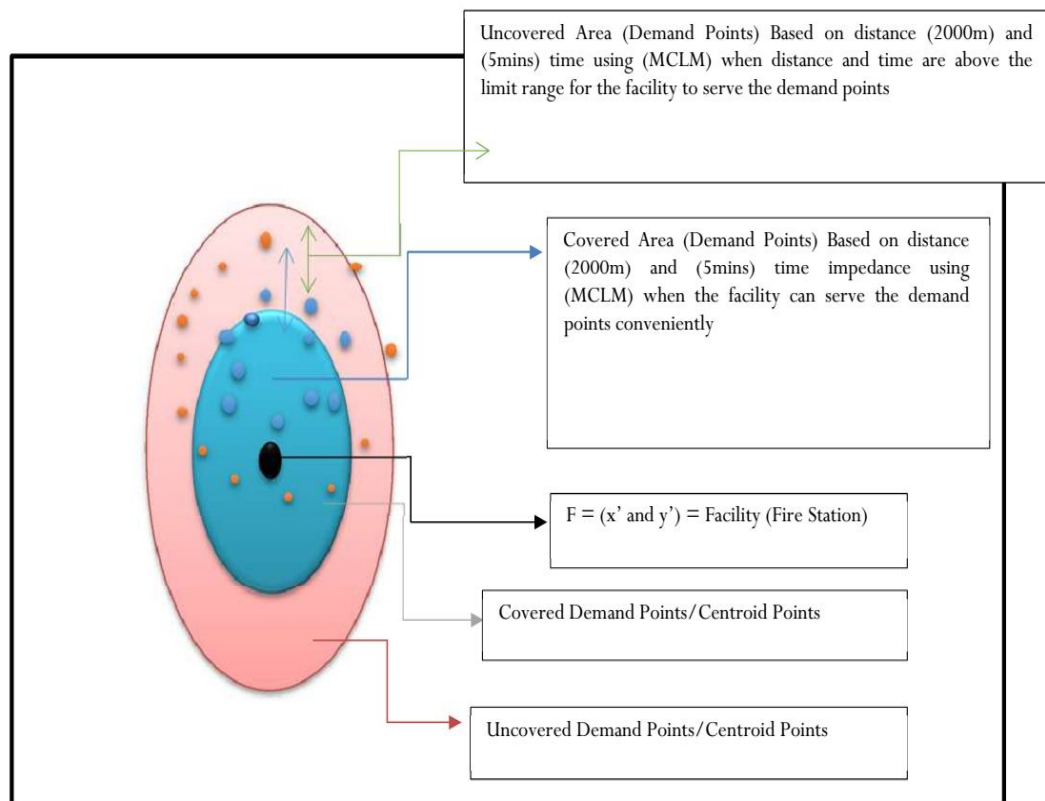 Uncovered Area (Demand Points) Based on distance (2000m) and
(5mins) time using (MCLM) when distance and time are above the
limit range for the facility to serve the demand points
Covered Area (Demand Points) Based on distance
(2000m) and (5mins) time impedance using
(MCLM) when the facility can serve the demand
points conveniently
F = (x’ and y’) = Facility (Fire Station)
Covered Demand Points/Centroid Points
Uncovered Demand Points/Centroid Points